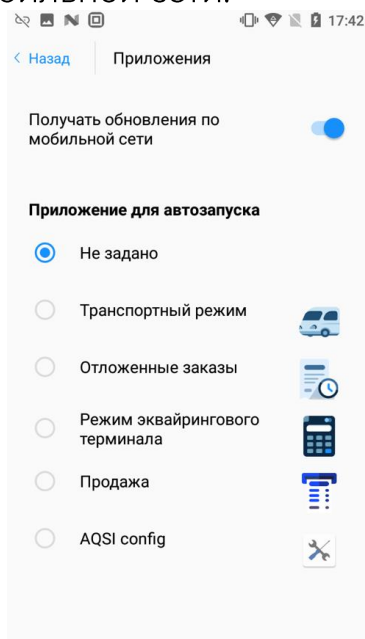 17:42
Назад
Приложения
Получать обновления по
мобильной сети
Приложение для автозапуска
Не задано
Транспортный режим
Отложенные заказы
Режим эквайрингового
терминала
Продажа
AQSI config